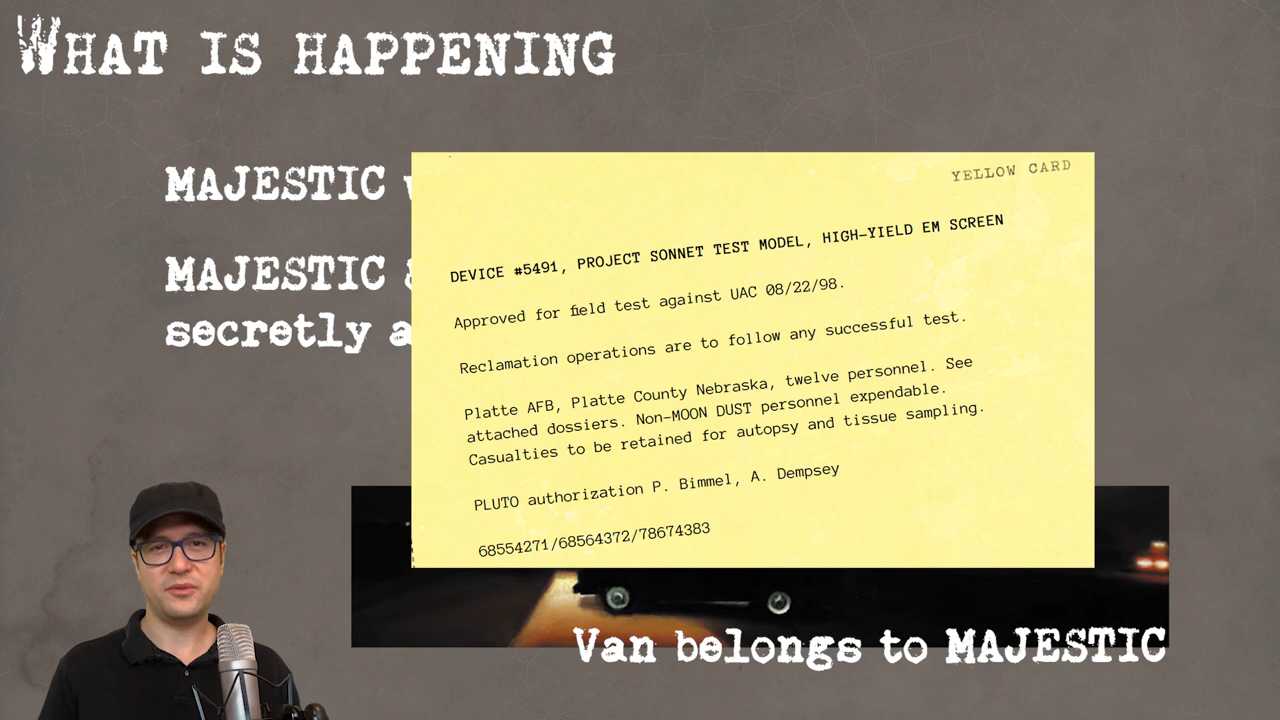 WHAT IS HAPPENING
MAJESTIC
MAJESTIC &
secretly a
YELLOW CARD
DEVICE #5491, PROJECT SONNET TEST MODEL, HIGH-YIELD EM SCREEN
Approved for field test against UAC 08/22/98.
Reclamation operations are to follow any successful test.
Platte AFB, Platte County Nebraska, twelve personnel. See
attached dossiers. Non-MOON DUST personnel expendable.
Casualties to be retained for autopsy and tissue sampling.
PLUTO authorization P. Bimmel, A. Dempsey
68554271/68564372/78674383
Van belongs to MAJESTIC